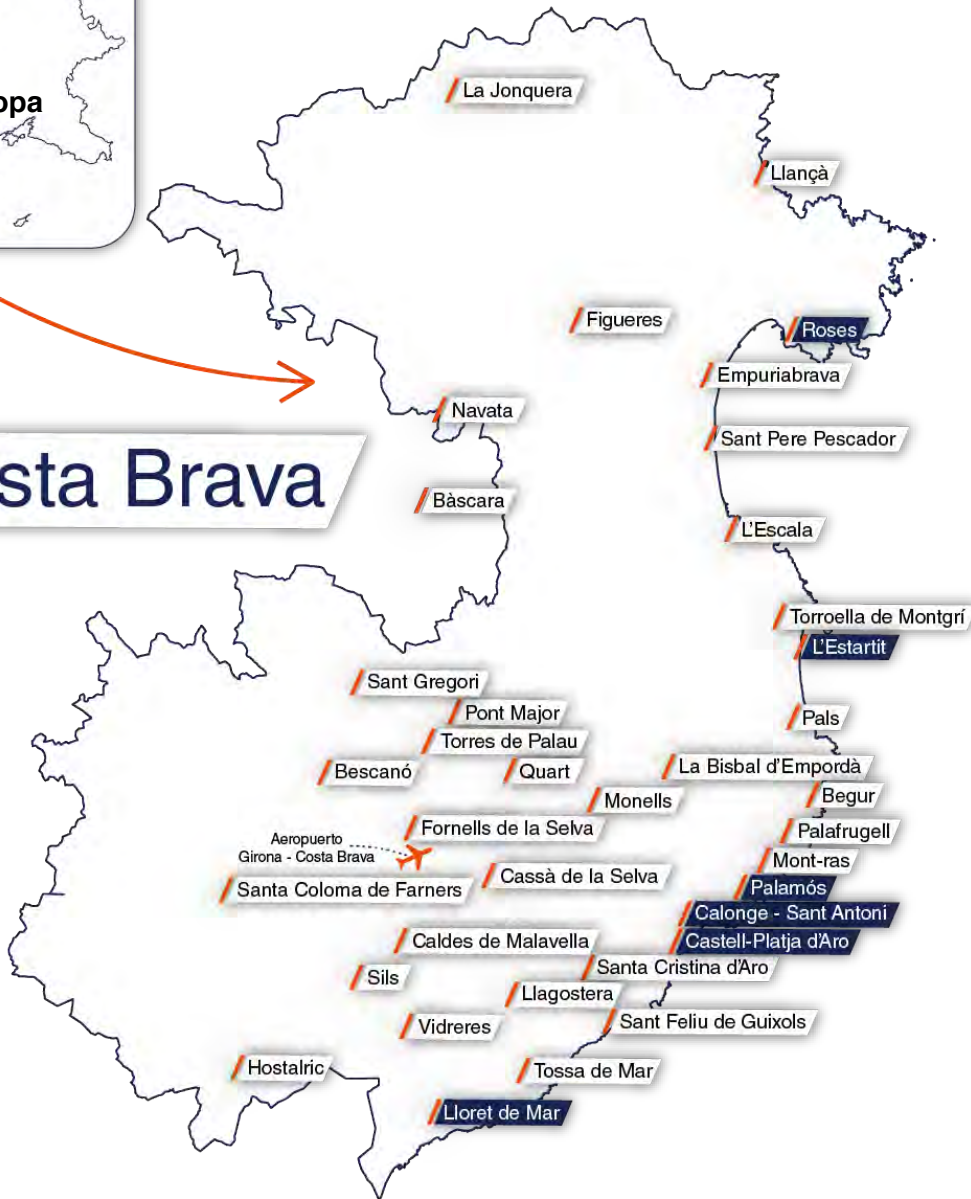 opa
La Jonquera
Llançà
Figueres
Roses
Empuriabrava
Navata
Sant Pere Pescador
sta Brava
Bàscara
L'Escala
Torroella de Montgrí
L'Estartit
Sant Gregori
Pont Major
Pals
Torres de Palau
Bescanó
Quart
La Bisbal d'Empordà
Begur
Monells
Fornells de la Selva
Palafrugell
Aeropuerto
Girona - Costa Brava
Mont-ras
Santa Coloma de Farners
Cassà de la Selva
Palamós
Calonge - Sant Antoni
Caldes de Malavella
Castell-Platja d'Aro
Santa Cristina d'Aro
Sils
Llagostera
Vidreres
Sant Feliu de Guixols
Hostalric
Tossa de Mar
Lloret de Mar